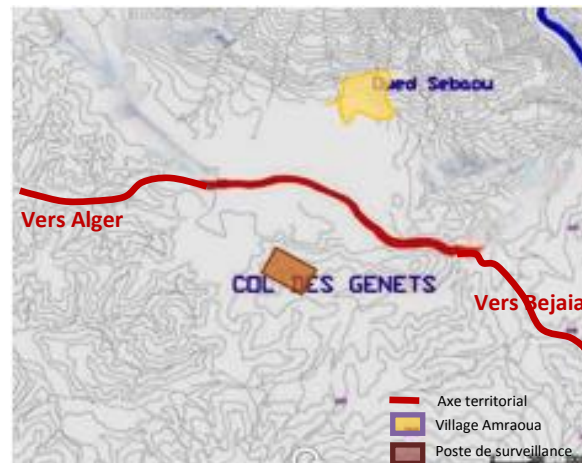 Oued Sebaou
Vers Alger
COL DES GENETS
Vers Bejaia
Axe territorial
Village Amraoua
Poste de surveillance